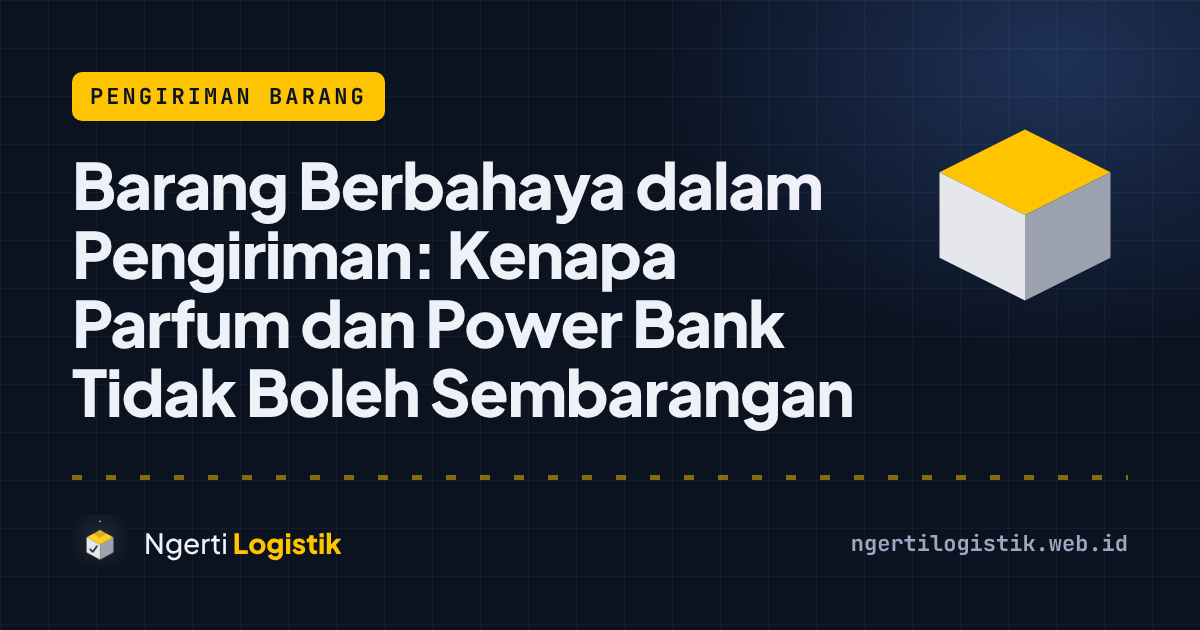 PENGIRIMAN BARANG
Barang Berbahaya dalam
Pengiriman: Kenapa
Parfum dan Power Bank
Tidak Boleh Sembarangan
Ngerti Logistik
ngertilogistik.web.id